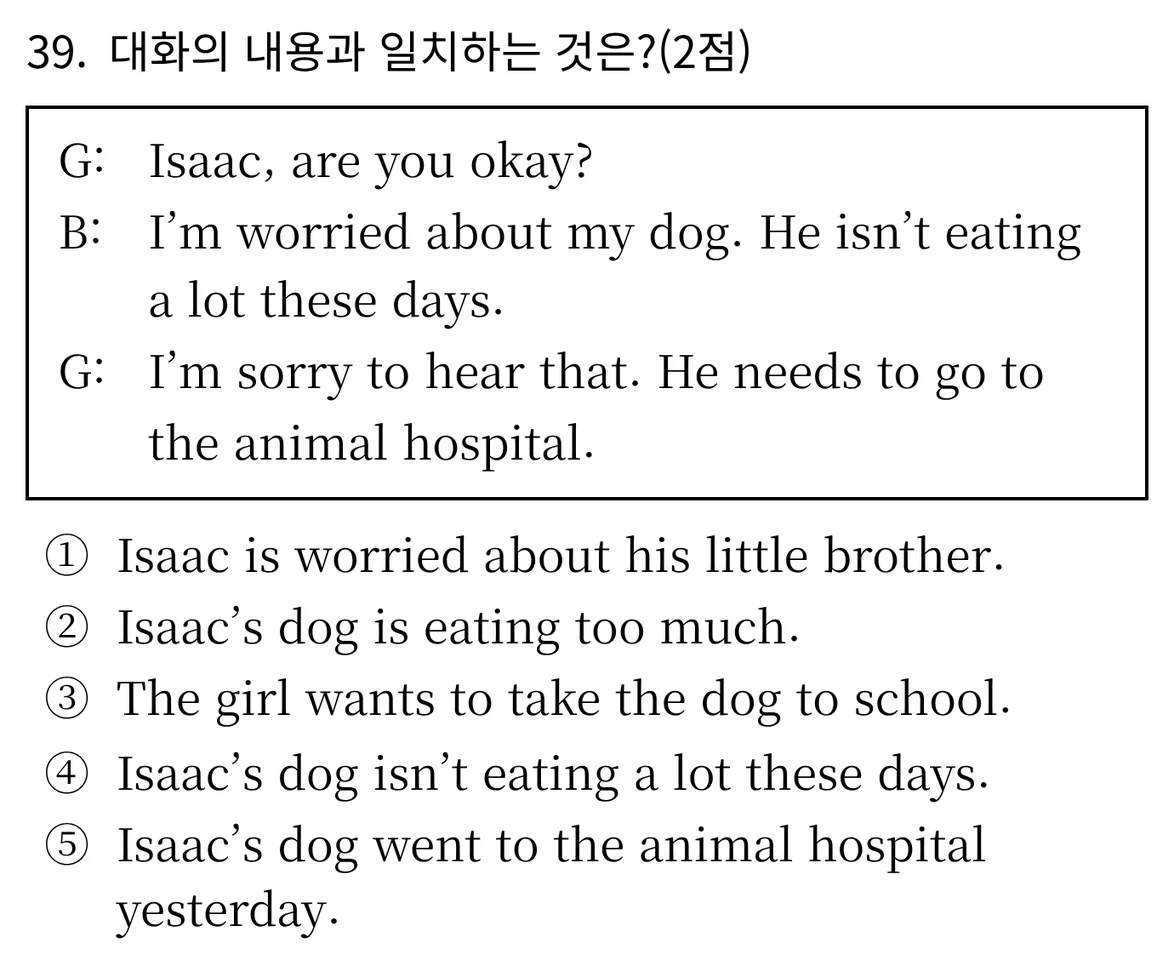 39. 대화의 내용과 일치하는 것은?(2점)
G: Isaac, are you okay?
B: I’m worried about my dog. He isn’t eating
a lot these days.
G: I’m sorry to hear that. He needs to go to
the animal hospital.
① Isaac is worried about his little brother.
② Isaac’s dog is eating too much.
③ The girl wants to take the dog to school.
④ Isaac’s dog isn’t eating a lot these days.
⑤ Isaac’s dog went to the animal hospital
yesterday.